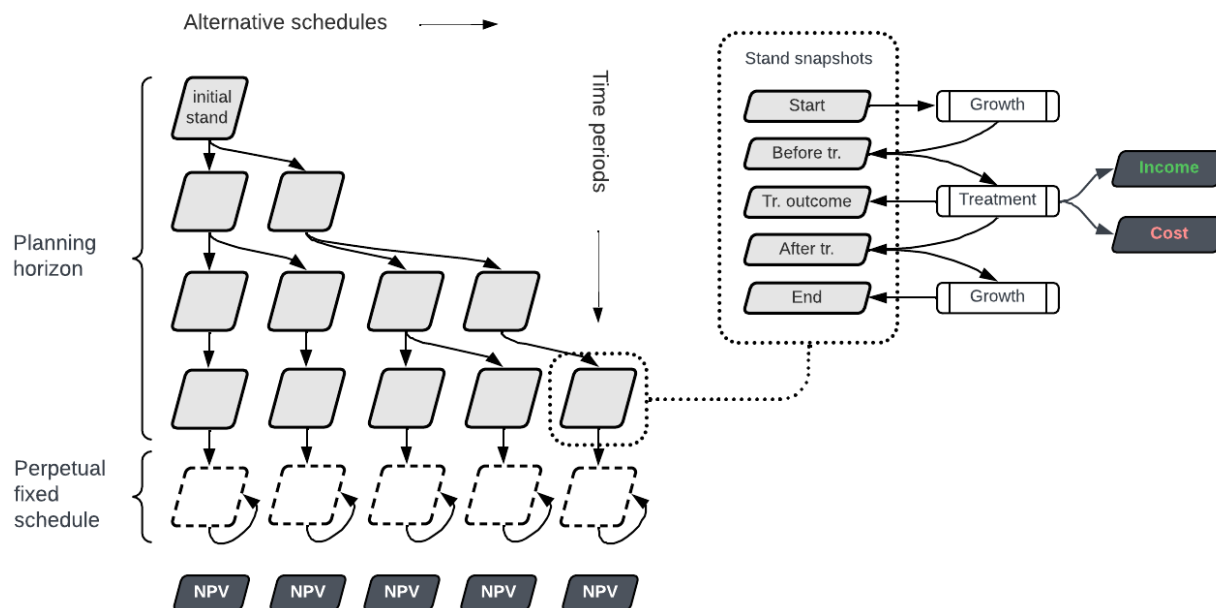 Alternative schedules
Time periods
initial
stand
Planning
horizon
Perpetual
fixed
schedule
NPV
NPV
NPV
NPV
NPV
Stand snapshots
Start
Growth
Before tr.
Tr. outcome
Treatment
After tr.
End
Growth
Income
Cost